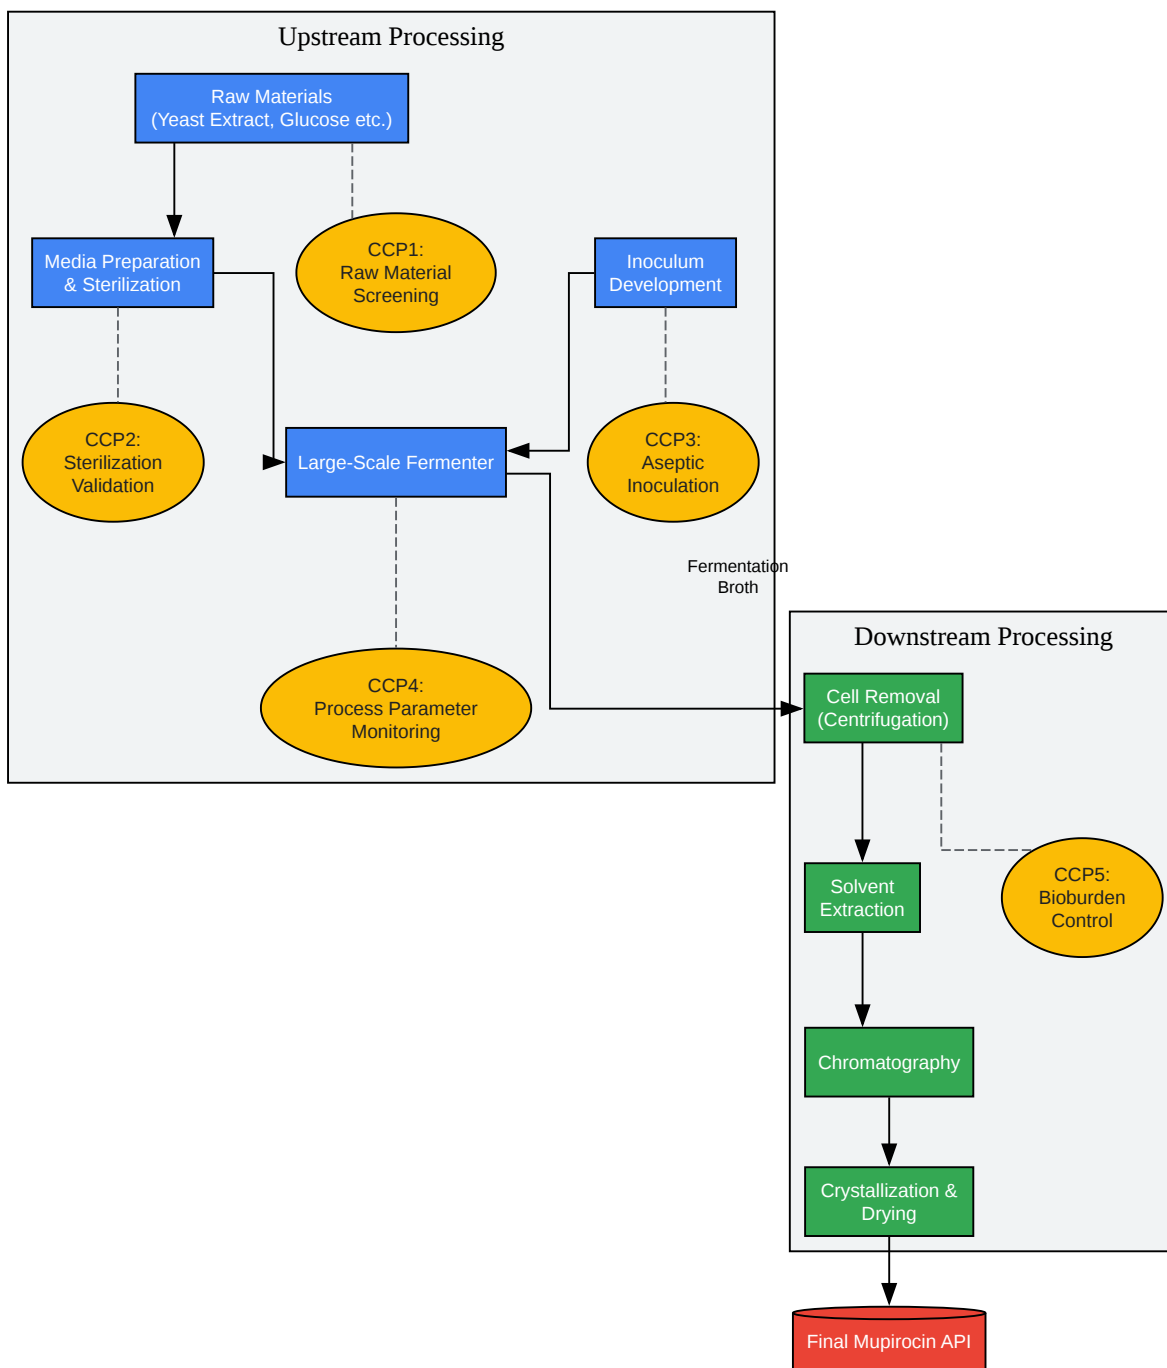 Upstream Processing
Raw Materials
(Yeast Extract, Glucose etc.)
Media Preparation
& Sterilization
CCP1:
Raw Material
Screening
Inoculum
Development
CCP2:
Sterilization
Validation
Large-Scale Fermenter
CCP3:
Aseptic
Inoculation
Fermentation
Broth
CCP4:
Process Parameter
Monitoring
Downstream Processing
Cell Removal
(Centrifugation)
Solvent
Extraction
CCP5:
Bioburden
Control
Chromatography
Crystallization &
Drying
Final Mupirocin API